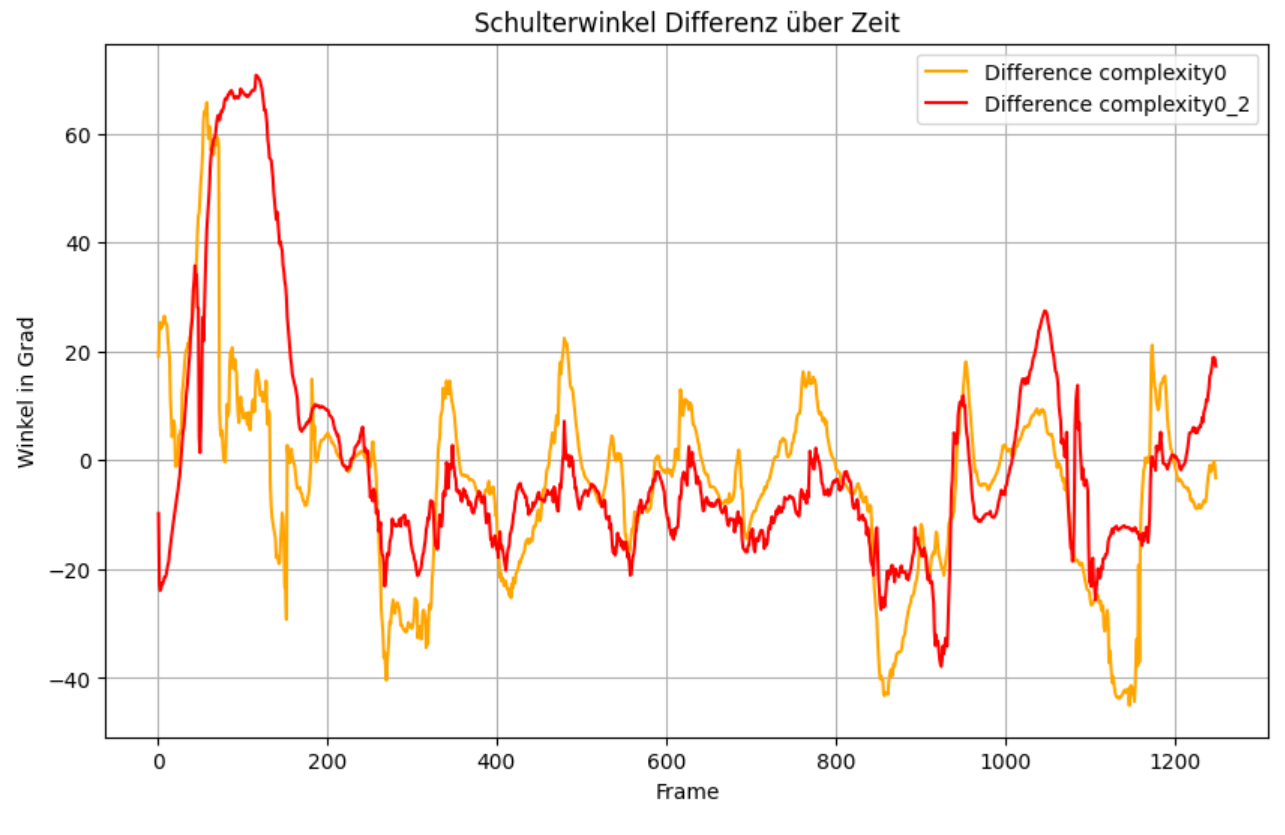 Schulterwinkel Differenz über Zeit
Difference complexity0
Difference complexity0_2
Winkel in Grad
60
40
20
0
−20
−40
0
200
400
600
800
1000
1200
Frame